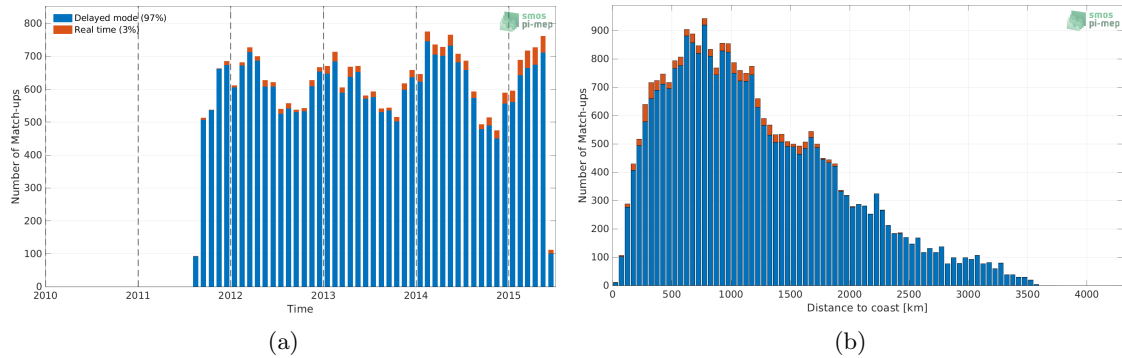 smos
pi-mep
Delayed mode (97%)
Real time (3%)
Number of Match-ups
800
700
600
500
400
300
200
100
0
2010 2011 2012 2013 2014 2015
Time
(a)
smos
pi-mep
Number of Match-ups
900
800
700
600
500
400
300
200
100
0
0 500 1000 1500 2000 2500 3000 3500 4000
Distance to coast [km]
(b)